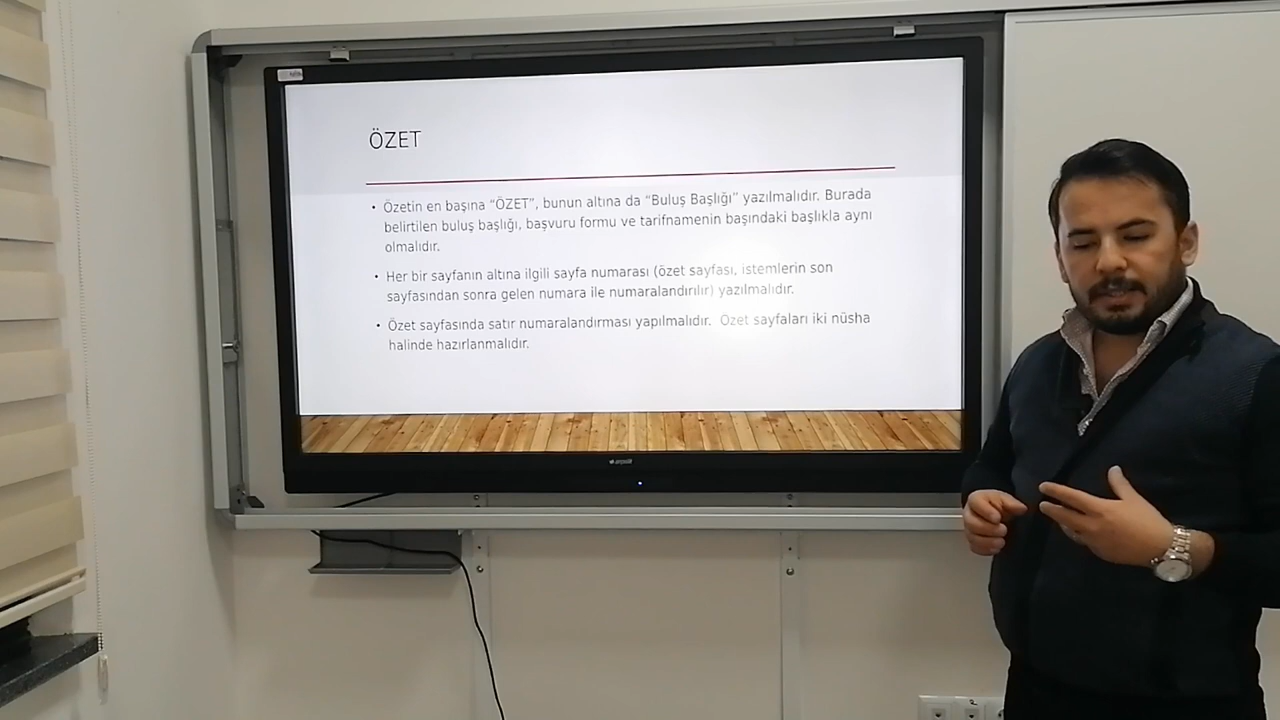 ÖZET
• Özetin en başına “ÖZET”, bunun altına da “Buluş Başlığı” yazılmalıdır. Burada
belirtilen buluş başlığı, başvuru formu ve tarifnamenin başındaki başlıkla aynı
olmalıdır.
• Her bir sayfanın altına ilgili sayfa numarası (özet sayfası, istemlerin son
sayfasından sonra gelen numara ile numaralandırılır) yazılmalıdır.
• Özet sayfasında satır numaralandırması yapılmalıdır. Özet sayfaları iki nüsha
halinde hazırlanmalıdır.
arçelik